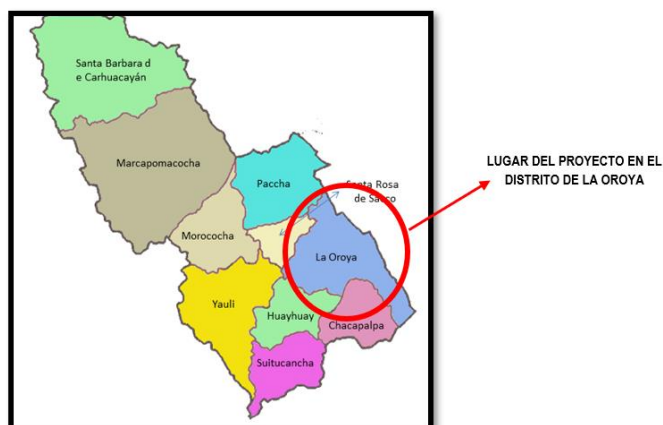 Santa Barbara d
e Carhuacayán
Marcapomacocha
Paccha
Santa Rosa
de Sacco
Morococha
La Oroya
Yauli
Huayhuay
Chacapalpa
Suitucancha
LUGAR DEL PROYECTO EN EL
DISTRITO DE LA OROYA